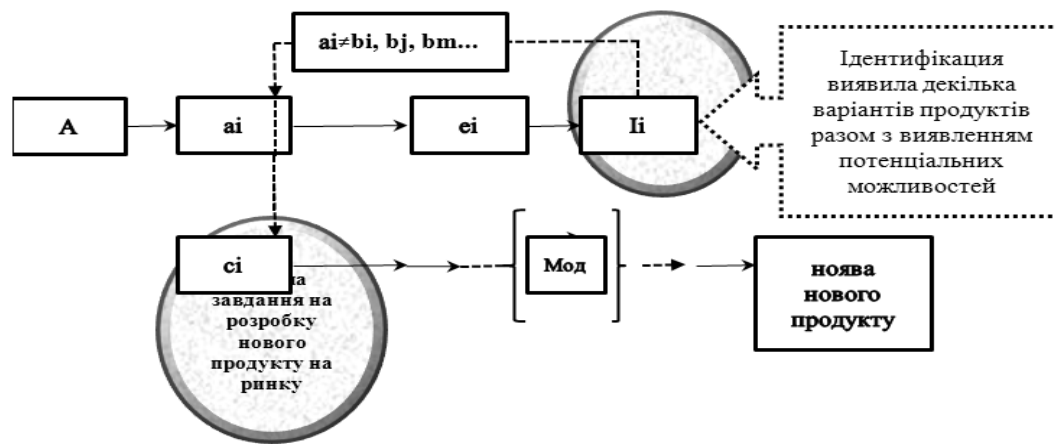 ai≠bi, bj, bm...
A
ai
ei
Ii
Ідентифікация
виявила декілька
варіантів продуктів
разом з виявленням
потенціальних
можливостей
ci
завдання на
розробку
нового
продукту на
ринку
Мод
ноява
нового
продукту